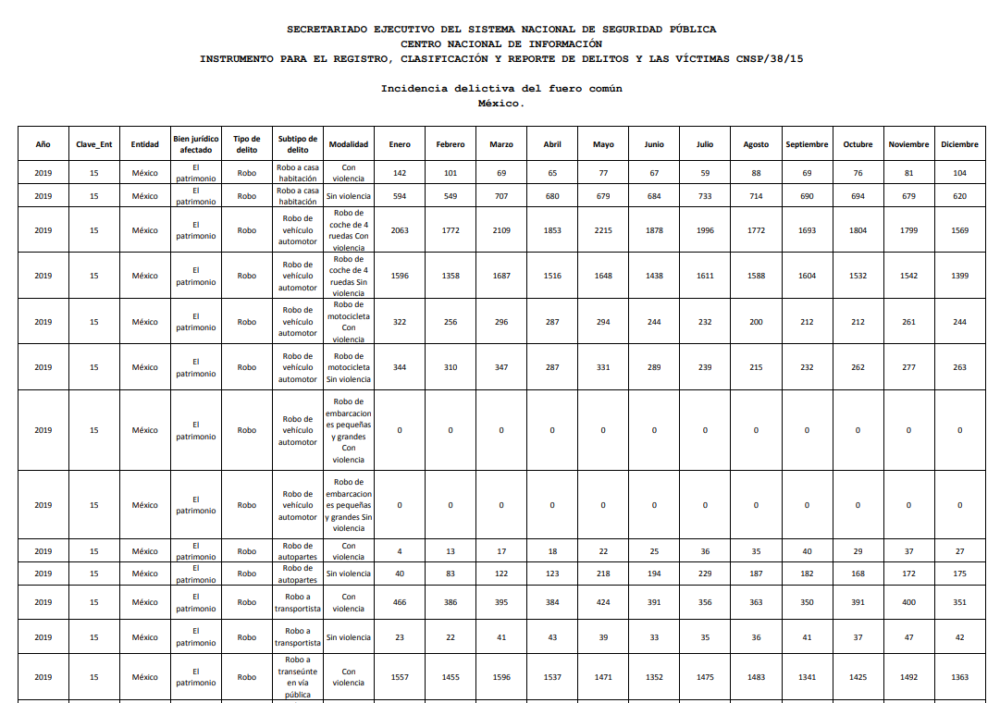 SECRETARIADO EJECUTIVO DEL SISTEMA NACIONAL DE SEGURIDAD PÚBLICA
CENTRO NACIONAL DE INFORMACIÓN
INSTRUMENTO PARA EL REGISTRO, CLASIFICACIÓN Y REPORTE DE DELITOS Y LAS VÍCTIMAS CNSP/38/15
Incidencia delictiva del fuero común
México.
Año Clave_Ent Entidad Bien jurídico afectado Tipo de delito Subtipo de delito Modalidad Enero Febrero Marzo Abril Mayo Junio Julio Agosto Septiembre Octubre Noviembre Diciembre
2019 15 México El patrimonio Robo Robo a casa habitación Con violencia 142 101 69 65 77 67 59 88 69 76 81 104
2019 15 México El patrimonio Robo Robo a casa habitación Sin violencia 594 549 707 680 679 684 733 714 690 694 679 620
2019 15 México El patrimonio Robo Robo de vehículo automotor Robo de coche de 4 ruedas Con violencia 2063 1772 2109 1853 2215 1878 1996 1772 1693 1804 1799 1569
2019 15 México El patrimonio Robo Robo de vehículo automotor Robo de coche de 4 ruedas Sin violencia 1596 1358 1687 1516 1648 1438 1611 1588 1604 1532 1542 1399
2019 15 México El patrimonio Robo Robo de vehículo automotor Robo de motocicleta Con violencia 322 256 296 287 294 244 232 200 212 212 261 244
2019 15 México El patrimonio Robo Robo de vehículo automotor Robo de motocicleta Sin violencia 344 310 347 287 331 289 239 215 232 262 277 263
2019 15 México El patrimonio Robo Robo de vehículo automotor Robo de embarcacion es pequeñas y grandes Con violencia 0 0 0 0 0 0 0 0 0 0 0 0
2019 15 México El patrimonio Robo Robo de vehículo automotor Robo de embarcacion es pequeñas y grandes Sin violencia 0 0 0 0 0 0 0 0 0 0 0 0
2019 15 México El patrimonio Robo Robo de autopartes Con violencia 4 13 17 18 22 25 36 35 40 29 37 27
2019 15 México El patrimonio Robo Robo de autopartes Sin violencia 40 83 122 123 218 194 229 187 182 168 172 175
2019 15 México El patrimonio Robo Robo a transportista Con violencia 466 386 395 384 424 391 356 363 350 391 400 351
2019 15 México El patrimonio Robo Robo a transportista Sin violencia 23 22 41 43 39 33 35 36 41 37 47 42
2019 15 México El patrimonio Robo Robo a transeúnte en vía pública Con violencia 1557 1455 1596 1537 1471 1352 1475 1483 1341 1425 1492 1363